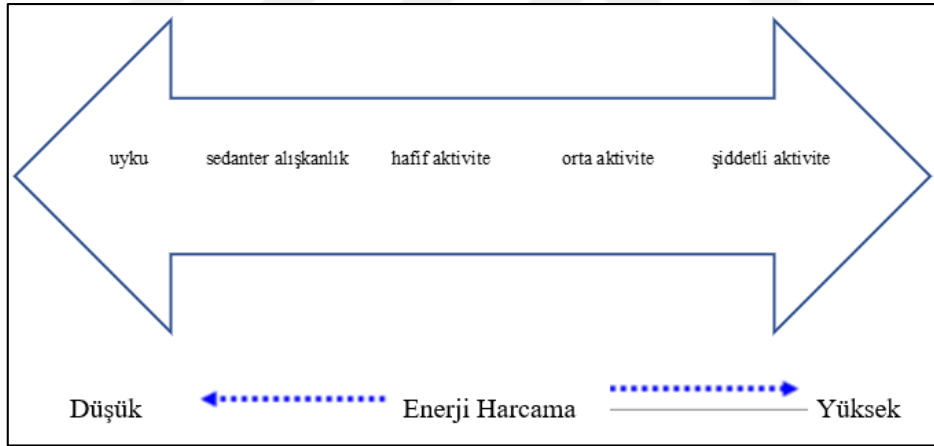 uyku sedanter alışkanlık hafif aktivite orta aktivite şiddetli aktivite
Düşük Enerji Harcama Yüksek